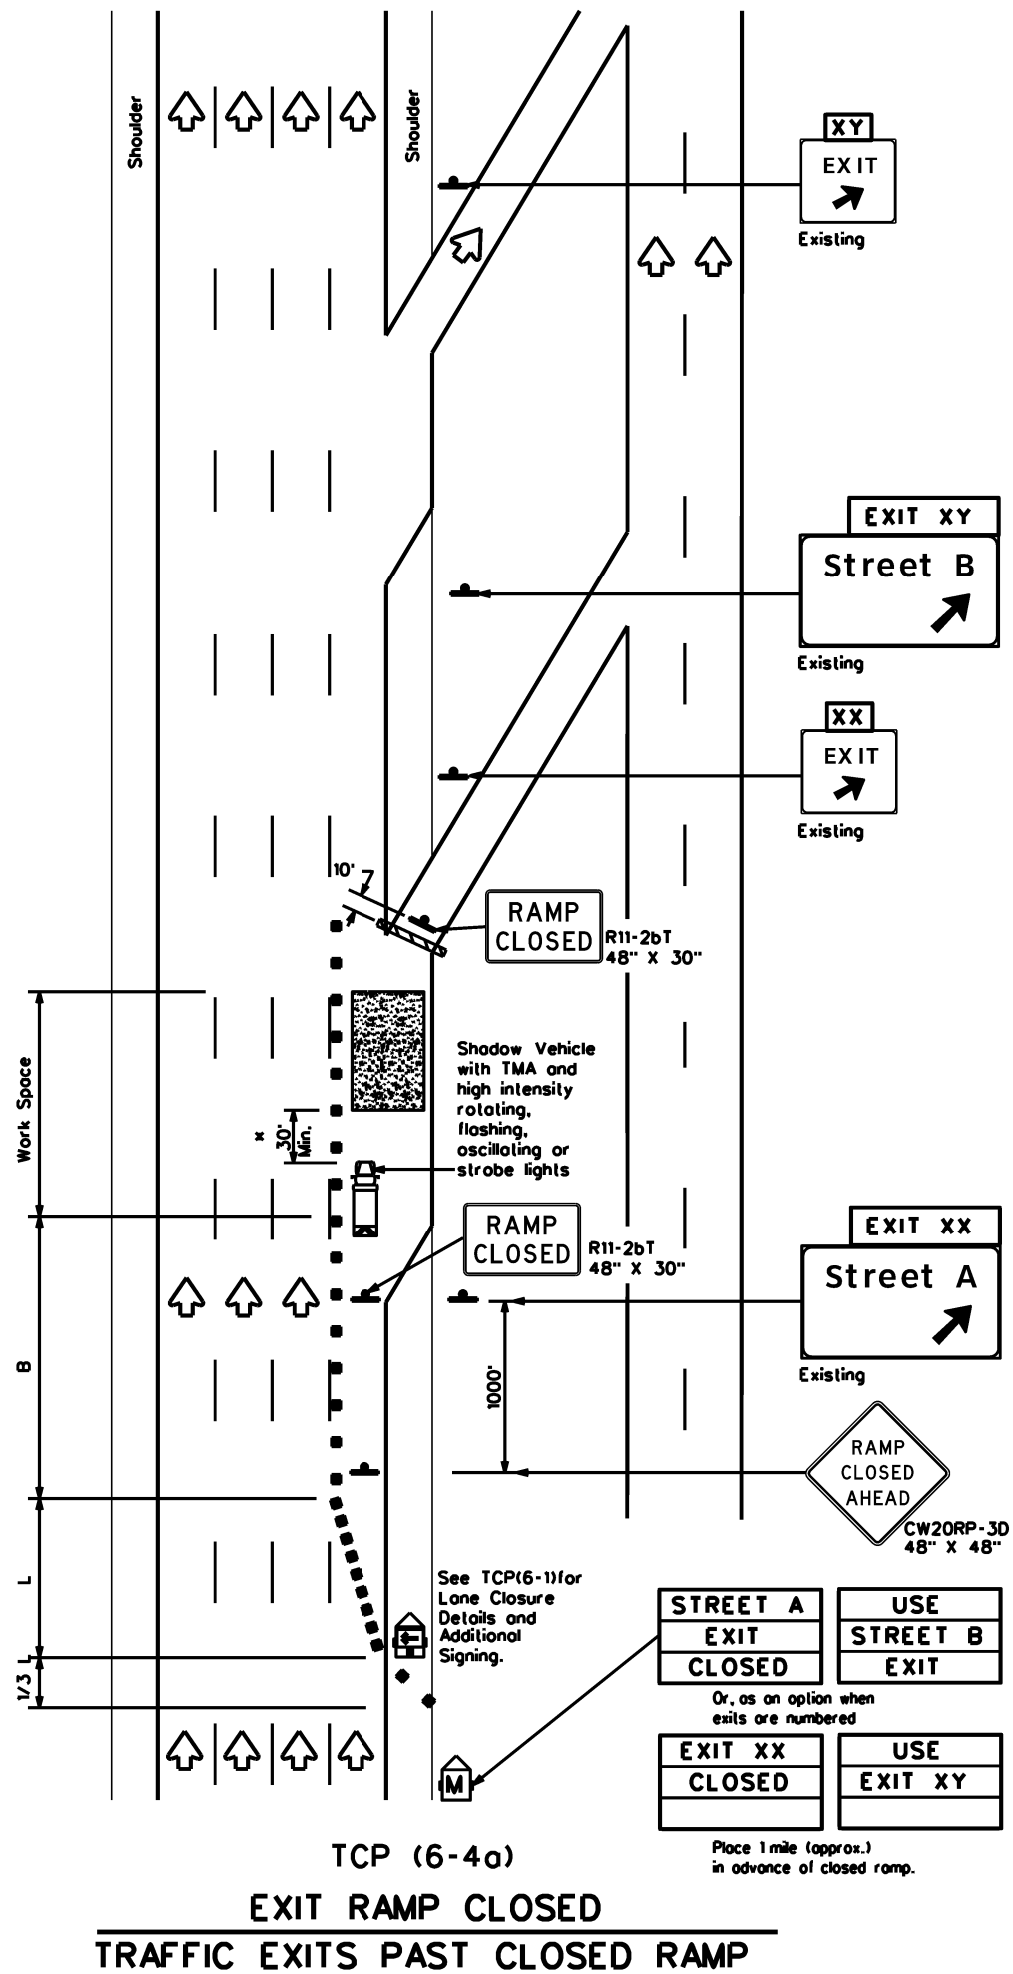 Shoulder
Shoulder
XY
EXIT
Existing
EXIT XY
Street B
Existing
XX
EXIT
Existing
10'
RAMP
CLOSED
R11-2bT
48" X 30"
Work Space
x
30'
Min.
Shadow Vehicle
with TMA and
high intensity
rotating,
flashing,
oscillating or
strobe lights
RAMP
CLOSED
R11-2bT
48" X 30"
EXIT XX
Street A
Existing
B
1000'
RAMP
CLOSED
AHEAD
CW20RP-3D
48" X 48"
L
See TCP(6-1)for
Lane Closure
Details and
Additional
Signing.
1/3 L
STREET A
EXIT
CLOSED
USE
STREET B
EXIT
Or, as an option when
exits are numbered
EXIT XX
CLOSED
USE
EXIT XY
M
Place 1 mile (approx.)
in advance of closed ramp.
TCP (6-4a)
EXIT RAMP CLOSED
TRAFFIC EXITS PAST CLOSED RAMP